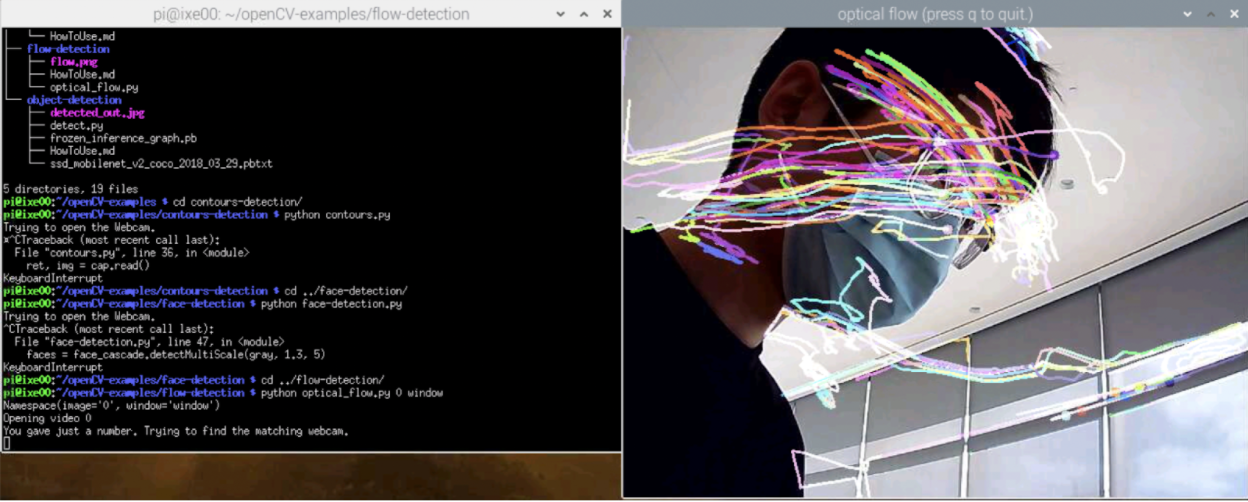 pi@ixe00: ~/openCV-examples/flow-detection
└── HowToUse.md
├── flow-detection
│   ├── flow.png
│   ├── HowToUse.md
│   └── optical_flow.py
└── object-detection
    ├── detected_out.jpg
    ├── detect.py
    ├── frozen_inference_graph.pb
    ├── HowToUse.md
    └── ssd_mobilenet_v2_coco_2018_03_29.pbtxt
5 directories, 19 files
pi@ixe00:~/openCV-examples $ cd contours-detection/
pi@ixe00:~/openCV-examples/contours-detection $ python contours.py
Trying to open the Webcam.
x^CTraceback (most recent call last):
  File "contours.py", line 36, in <module>
    ret, img = cap.read()
KeyboardInterrupt
pi@ixe00:~/openCV-examples/contours-detection $ cd ../face-detection/
pi@ixe00:~/openCV-examples/face-detection $ python face-detection.py
Trying to open the Webcam.
^CTraceback (most recent call last):
  File "face-detection.py", line 47, in <module>
    faces = face_cascade.detectMultiScale(gray, 1.3, 5)
KeyboardInterrupt
pi@ixe00:~/openCV-examples/face-detection $ cd ../flow-detection/
pi@ixe00:~/openCV-examples/flow-detection $ python optical_flow.py 0 window
Namespace(image='0', window='window')
Opening video 0
You gave just a number. Trying to find the matching webcam.
optical flow (press q to quit.)